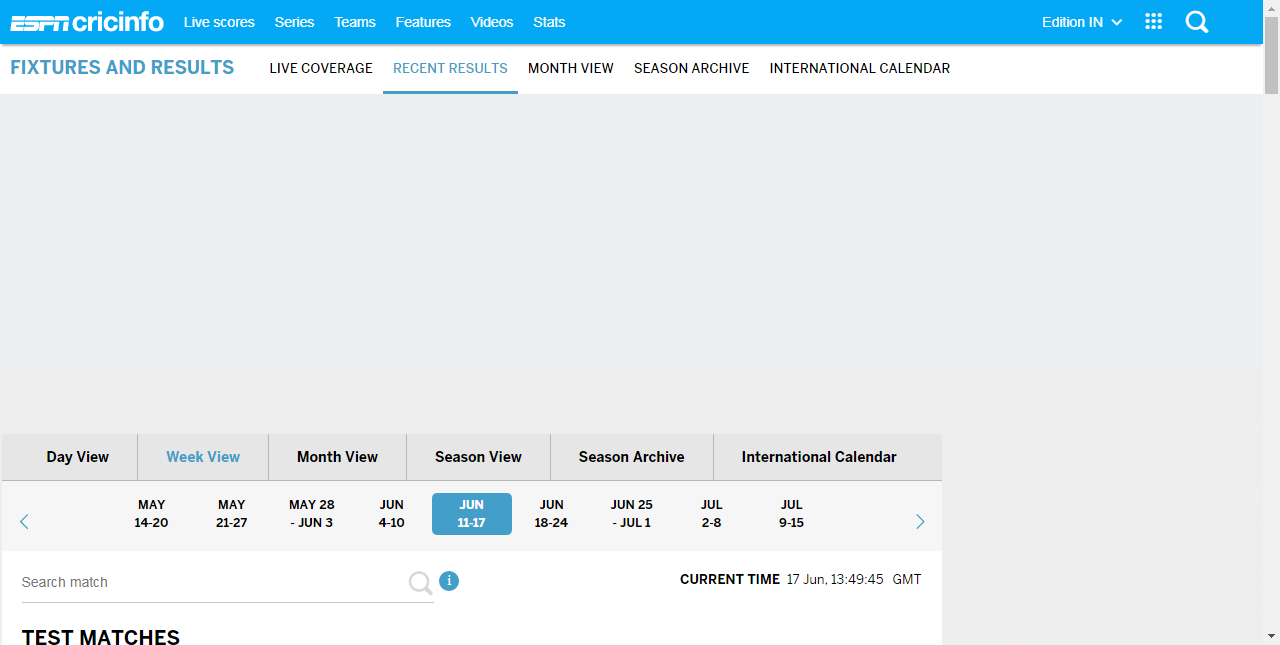 ESPN cricinfo Live scores Series Teams Features Videos Stats Edition IN
FIXTURES AND RESULTS LIVE COVERAGE RECENT RESULTS MONTH VIEW SEASON ARCHIVE INTERNATIONAL CALENDAR
Day View Week View Month View Season View Season Archive International Calendar
MAY MAY MAY 28 JUN JUN JUN JUN 25 JUL JUL
14-20 21-27 - JUN 3 4-10 11-17 18-24 - JUL 1 2-8 9-15
Search match i CURRENT TIME 17 Jun, 13:49:45 GMT
TEST MATCHES